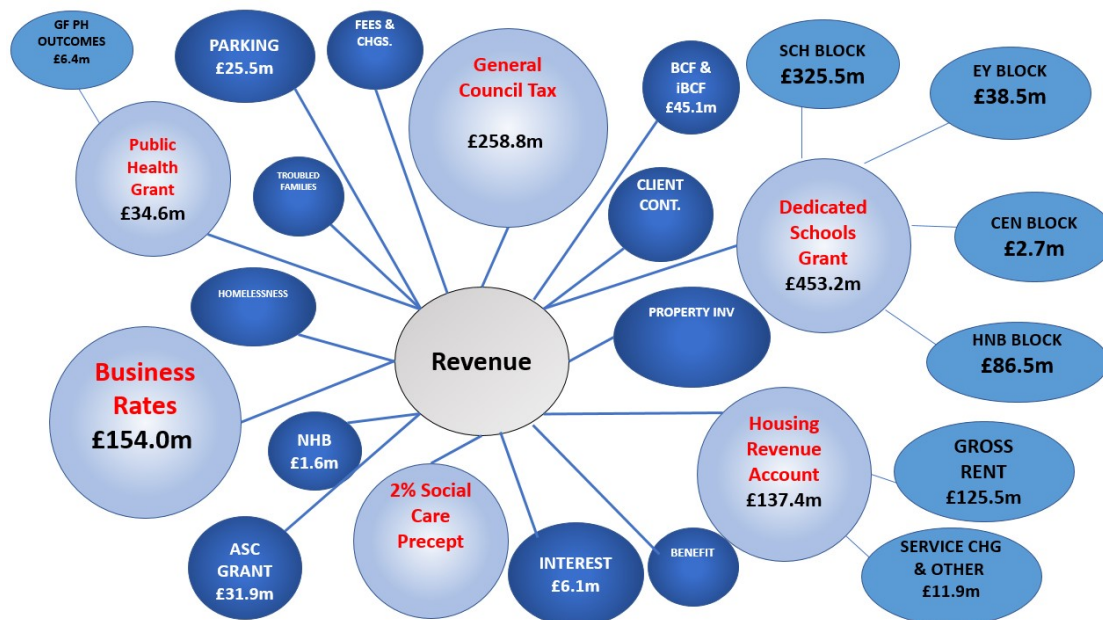 GF PH
OUTCOMES
£6.4m
PARKING
£25.5m
FEES &
CHGS.
General
Council Tax
£258.8m
BCF &
iBCF
£45.1m
SCH BLOCK
£325.5m
EY BLOCK
£38.5m
Public
Health
Grant
£34.6m
TROUBLED
FAMILIES
CLIENT
CONT.
Dedicated
Schools
Grant
£453.2m
CEN BLOCK
£2.7m
HOMELESSNESS
Revenue
PROPERTY INV
HNB BLOCK
£86.5m
Business
Rates
£154.0m
NHB
£1.6m
2% Social
Care
Precept
Housing
Revenue
Account
£137.4m
GROSS
RENT
£125.5m
ASC
GRANT
£31.9m
INTEREST
£6.1m
BENEFIT
SERVICE CHG
& OTHER
£11.9m